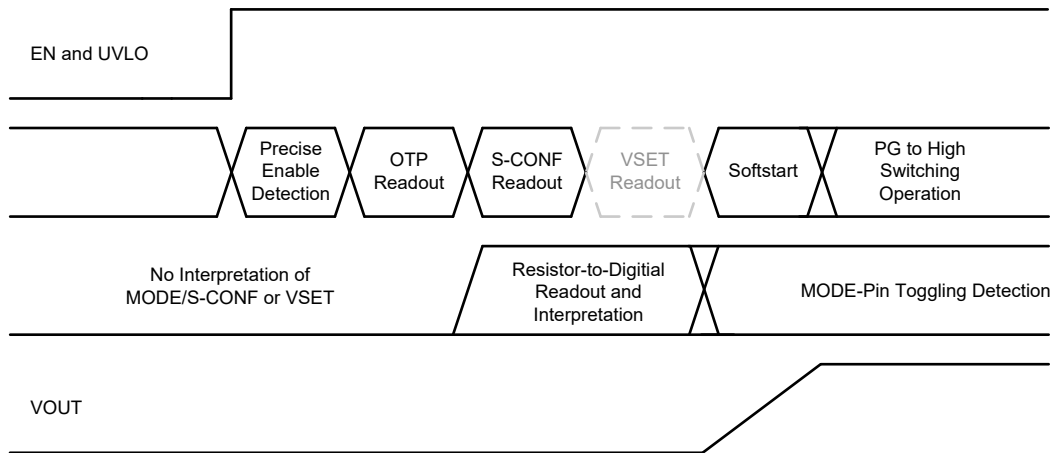 EN and UVLO
Precise
Enable
Detection
OTP
Readout
S-CONF
Readout
VSET
Readout
Softstart
PG to High
Switching
Operation
No Interpretation of
MODE/S-CONF or VSET
Resistor-to-Digitial
Readout and
Interpretation
MODE-Pin Toggling Detection
VOUT